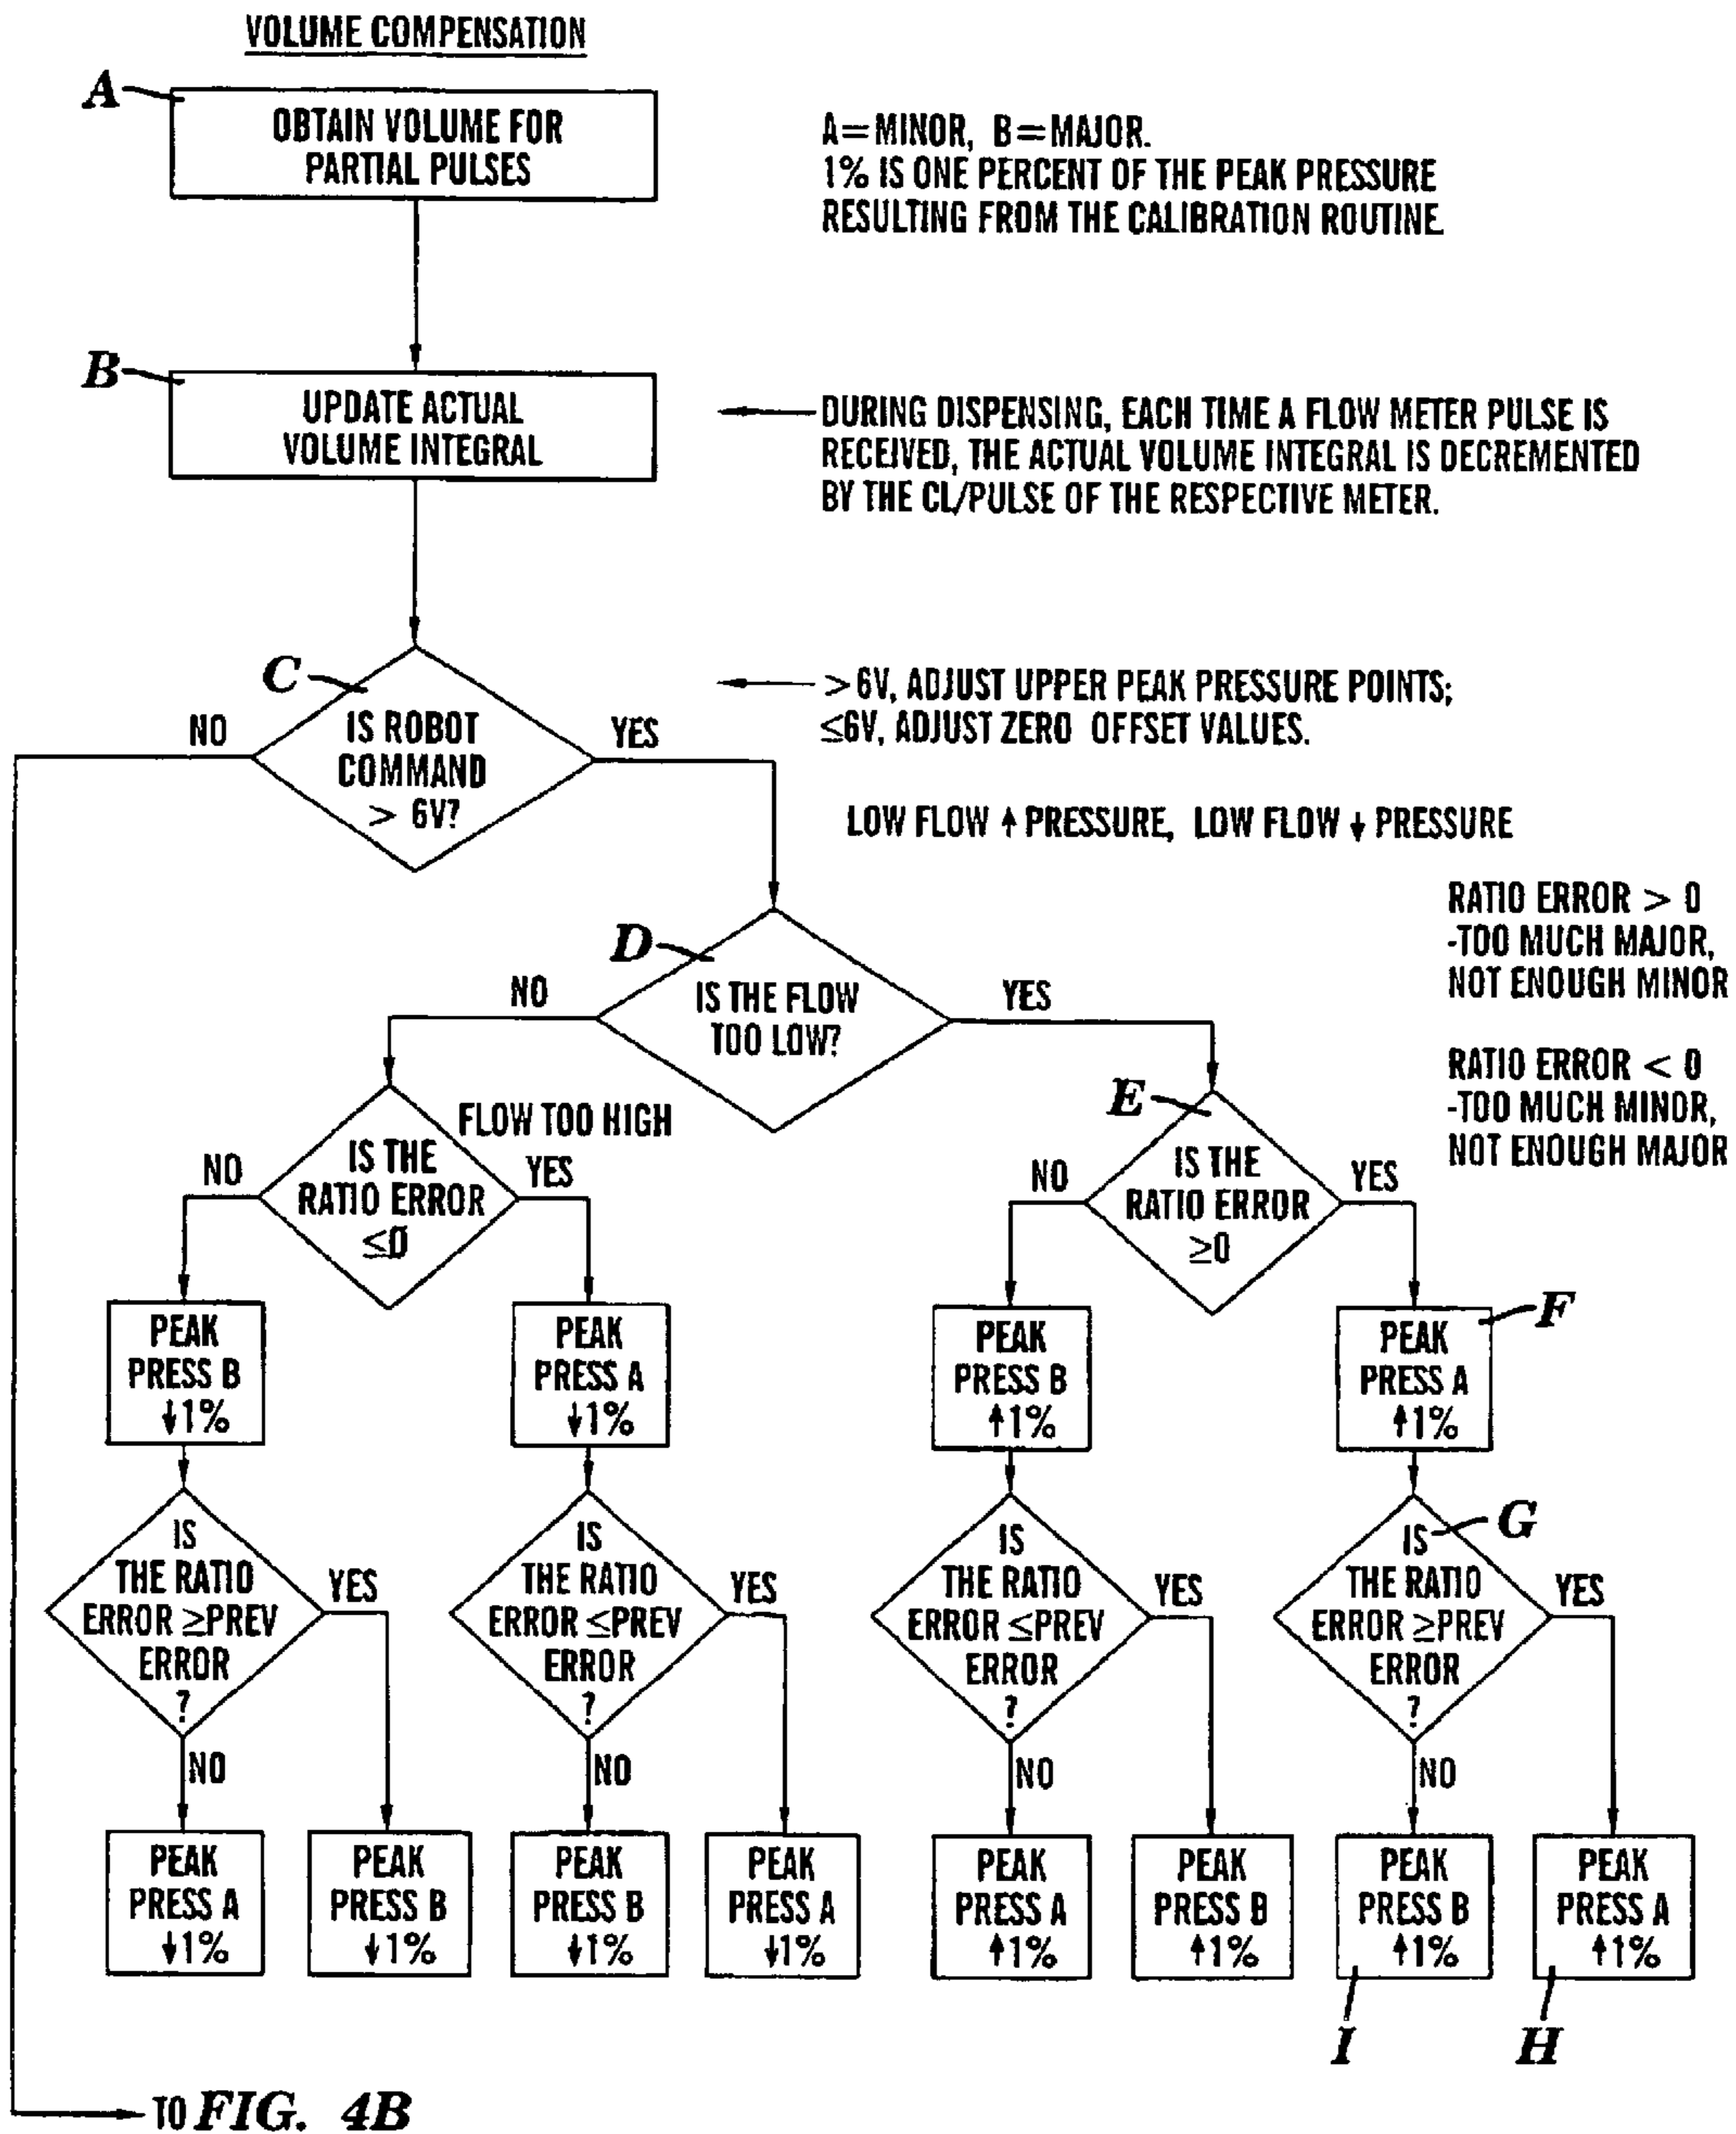 VOLUME COMPENSATION
A
OBTAIN VOLUME FOR
PARTIAL PULSES
A=MINOR, B=MAJOR.
1% IS ONE PERCENT OF THE PEAK PRESSURE
RESULTING FROM THE CALIBRATION ROUTINE.
B
UPDATE ACTUAL
VOLUME INTEGRAL
DURING DISPENSING, EACH TIME A FLOW METER PULSE IS
RECEIVED, THE ACTUAL VOLUME INTEGRAL IS DECREMENTED
BY THE CL/PULSE OF THE RESPECTIVE METER.
C
IS ROBOT
COMMAND
> 6V?
NO
YES
>6V, ADJUST UPPER PEAK PRESSURE POINTS;
≤6V, ADJUST ZERO OFFSET VALUES.
LOW FLOW ↑ PRESSURE, LOW FLOW ↓ PRESSURE
RATIO ERROR > 0
-TOO MUCH MAJOR,
NOT ENOUGH MINOR
RATIO ERROR < 0
-TOO MUCH MINOR,
NOT ENOUGH MAJOR
D
IS THE FLOW
TOO LOW?
NO
YES
FLOW TOO HIGH
IS THE
RATIO ERROR
≤0
NO
YES
E
IS THE
RATIO ERROR
≥0
NO
YES
PEAK
PRESS B
↓1%
PEAK
PRESS A
↓1%
PEAK
PRESS B
↑1%
F
PEAK
PRESS A
↑1%
IS
THE RATIO
ERROR ≥PREV
ERROR
?
YES
NO
IS
THE RATIO
ERROR ≤PREV
ERROR
?
YES
NO
IS
THE RATIO
ERROR ≤PREV
ERROR
?
YES
NO
G
IS
THE RATIO
ERROR ≥PREV
ERROR
?
YES
NO
PEAK
PRESS A
↓1%
PEAK
PRESS B
↓1%
PEAK
PRESS B
↓1%
PEAK
PRESS A
↓1%
PEAK
PRESS A
↑1%
PEAK
PRESS B
↑1%
PEAK
PRESS B
↑1%
PEAK
PRESS A
↑1%
I
H
TO FIG. 4B